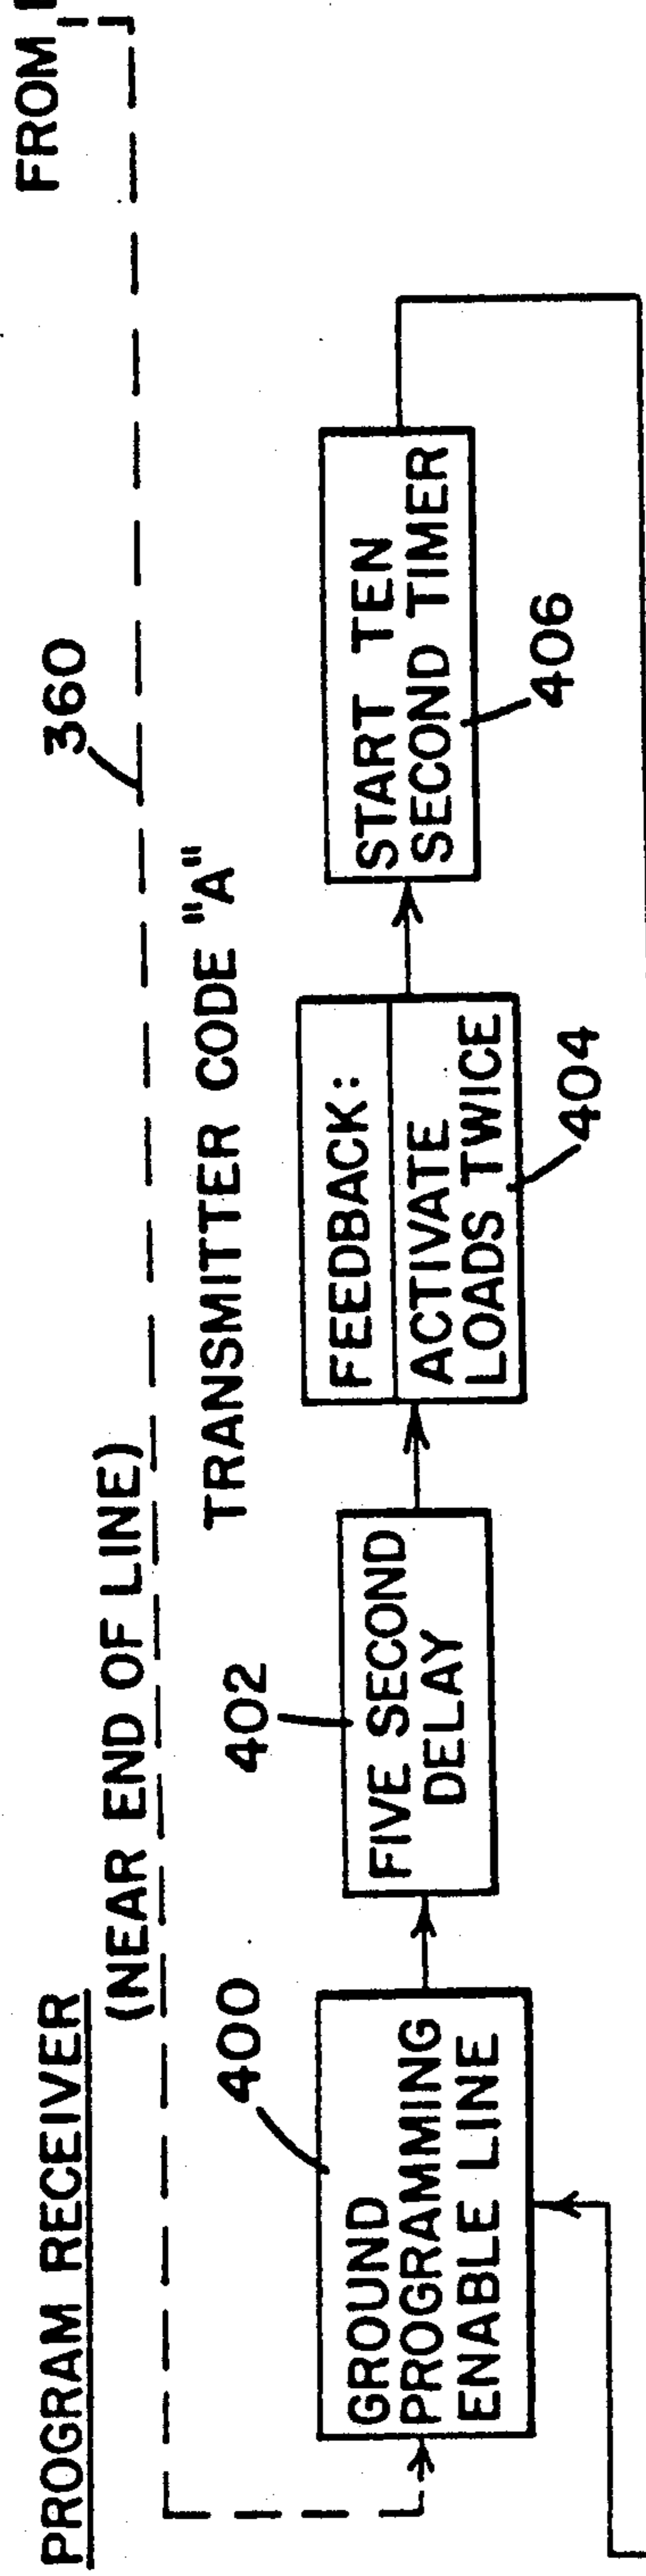 PROGRAM RECEIVER
(NEAR END OF LINE)
360
FROM
TRANSMITTER CODE "A"
400
GROUND
PROGRAMMING
ENABLE LINE
402
FIVE SECOND
DELAY
FEEDBACK:
ACTIVATE
LOADS TWICE
404
START TEN
SECOND TIMER
406